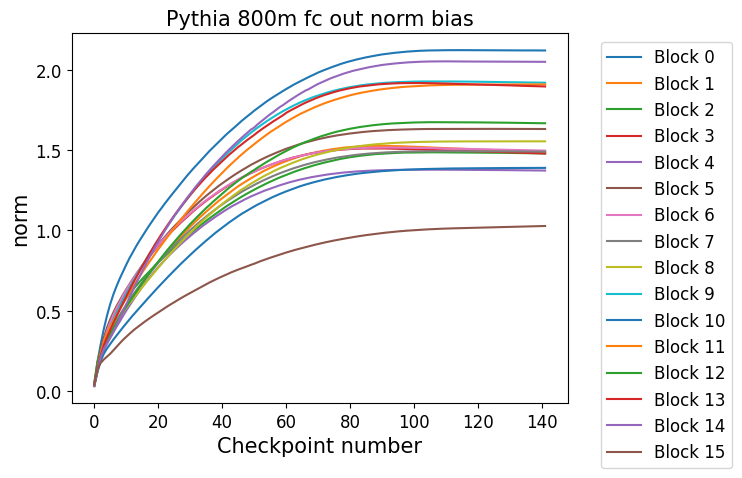 Pythia 800m fc out norm bias
norm
2.0
1.5
1.0
0.5
0.0
0 20 40 60 80 100 120 140
Checkpoint number
Block 0
Block 1
Block 2
Block 3
Block 4
Block 5
Block 6
Block 7
Block 8
Block 9
Block 10
Block 11
Block 12
Block 13
Block 14
Block 15